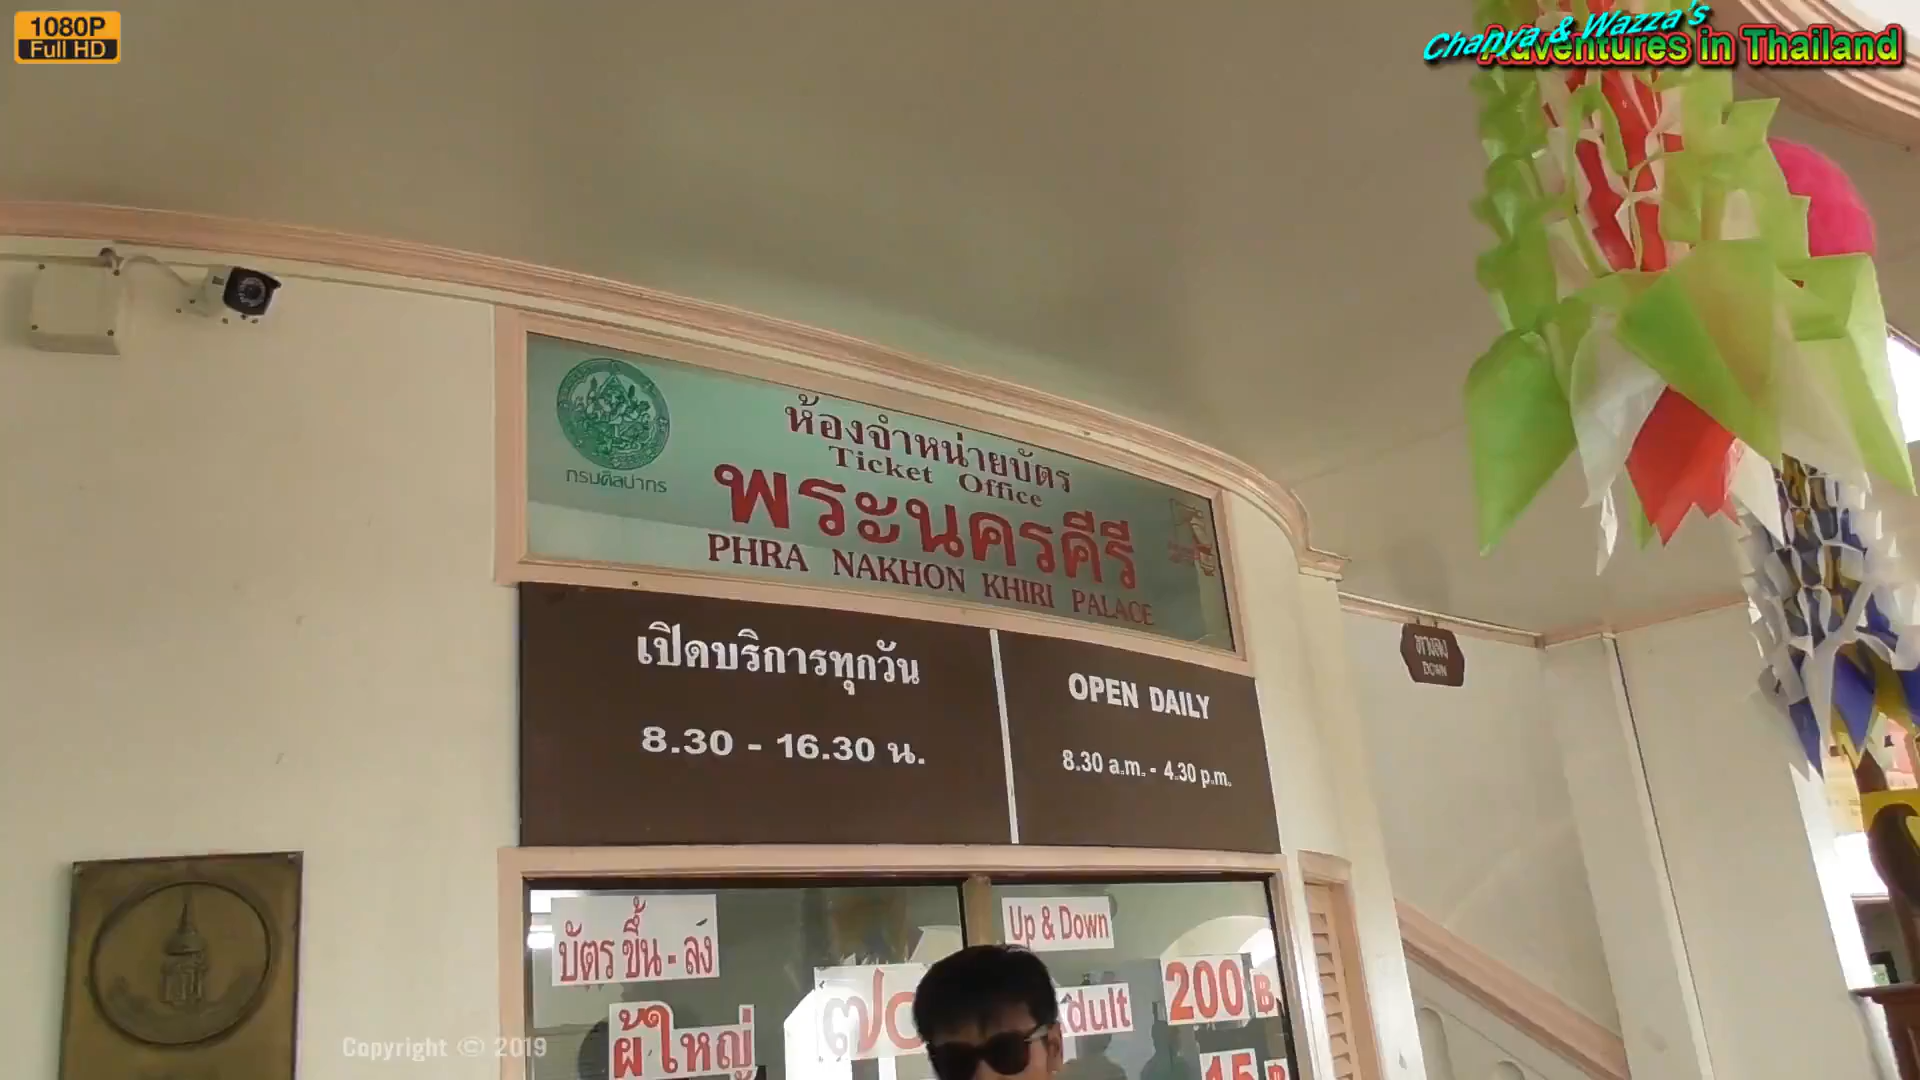 1080P
Full HD
Chanya & Wazza's
Adventures in Thailand
ห้องจำหน่ายบัตร
Ticket Office
กรมศิลปากร
พระนครคีรี
PHRA NAKHON KHIRI PALACE
เปิดบริการทุกวัน
8.30 - 16.30 น.
OPEN DAILY
8.30 a.m. - 4.30 p.m.
ทางลง
DOWN
บัตร ขึ้น - ลง
ผู้ใหญ่
Up & Down
200 B
15 B
Copyright © 2019